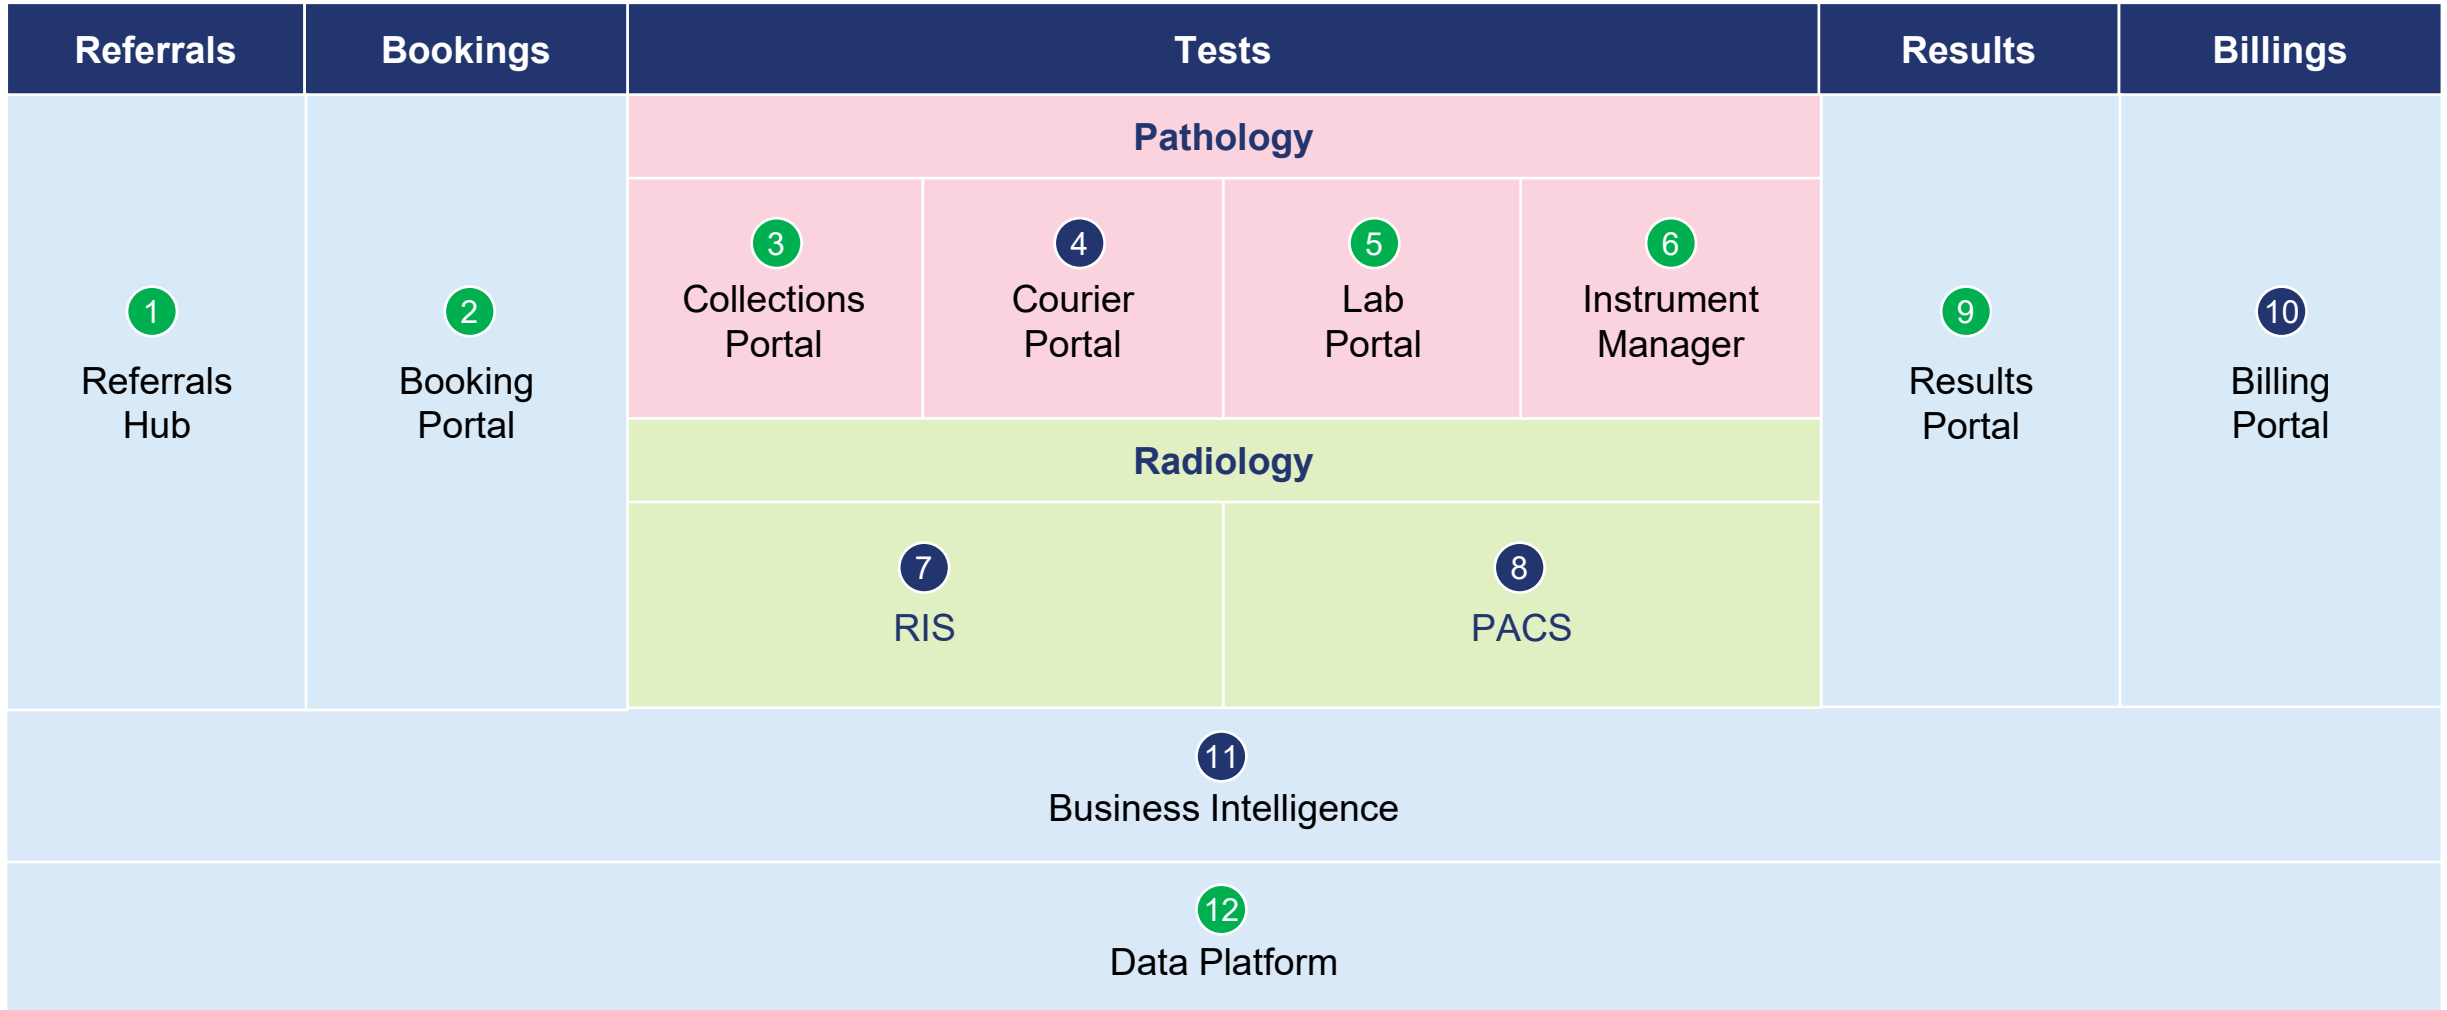 Referrals
Bookings
Tests
Results
Billings
Pathology
3
Collections
Portal
4
Courier
Portal
5
Lab
Portal
6
Instrument
Manager
1
Referrals
Hub
2
Booking
Portal
9
Results
Portal
10
Billing
Portal
Radiology
7
RIS
8
PACS
11
Business Intelligence
12
Data Platform